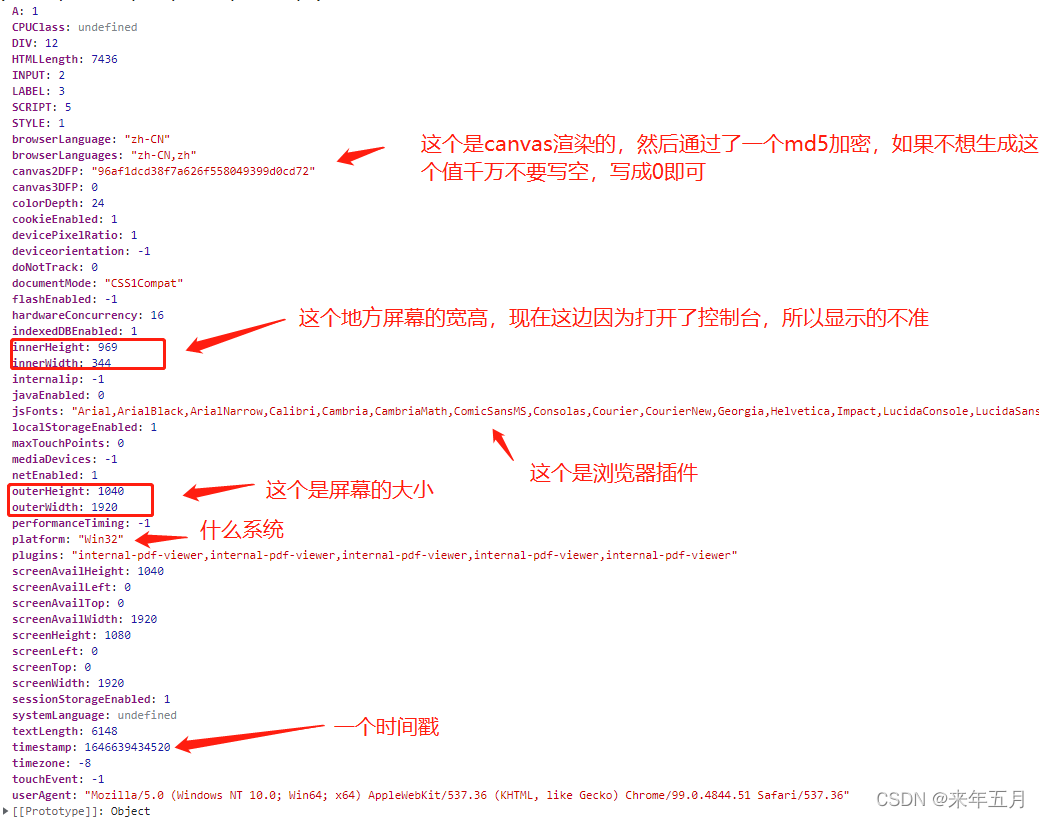 A: 1
CPUClass: undefined
DIV: 12
HTMLLength: 7436
INPUT: 2
LABEL: 3
SCRIPT: 5
STYLE: 1
browserLanguage: "zh-CN"
browserLanguages: "zh-CN,zh"
这个是canvas渲染的，然后通过了一个md5加密，如果不想生成这
个值千万不要写空，写成0即可
canvas2DFP: "96af1dcd38f7a626f558049399d0cd72"
canvas3DFP: 0
colorDepth: 24
cookieEnabled: 1
devicePixelRatio: 1
deviceorientation: -1
doNotTrack: 0
documentMode: "CSS1Compat"
flashEnabled: -1
hardwareConcurrency: 16
这个地方屏幕的宽高，现在这边因为打开了控制台，所以显示的不准
indexedDBEnabled: 1
innerHeight: 969
innerWidth: 344
internalip: -1
javaEnabled: 0
jsFonts: "Arial,ArialBlack,ArialNarrow,Calibri,Cambria,CambriaMath,ComicSansMS,Consolas,Courier,CourierNew,Georgia,Helvetica,Impact,LucidaConsole,LucidaSans
localStorageEnabled: 1
maxTouchPoints: 0
mediaDevices: -1
这个是浏览器插件
netEnabled: 1
outerHeight: 1040
这个是屏幕的大小
outerWidth: 1920
performanceTiming: -1
什么系统
platform: "Win32"
plugins: "internal-pdf-viewer,internal-pdf-viewer,internal-pdf-viewer,internal-pdf-viewer,internal-pdf-viewer"
screenAvailHeight: 1040
screenAvailLeft: 0
screenAvailTop: 0
screenAvailWidth: 1920
screenHeight: 1080
screenLeft: 0
screenTop: 0
screenWidth: 1920
sessionStorageEnabled: 1
systemLanguage: undefined
textLength: 6148
一个时间戳
timestamp: 1646639434520
timezone: -8
touchEvent: -1
userAgent: "Mozilla/5.0 (Windows NT 10.0; Win64; x64) AppleWebKit/537.36 (KHTML, like Gecko) Chrome/99.0.4844.51 Safari/537.36"
[[Prototype]]: Object
CSDN @来年五月